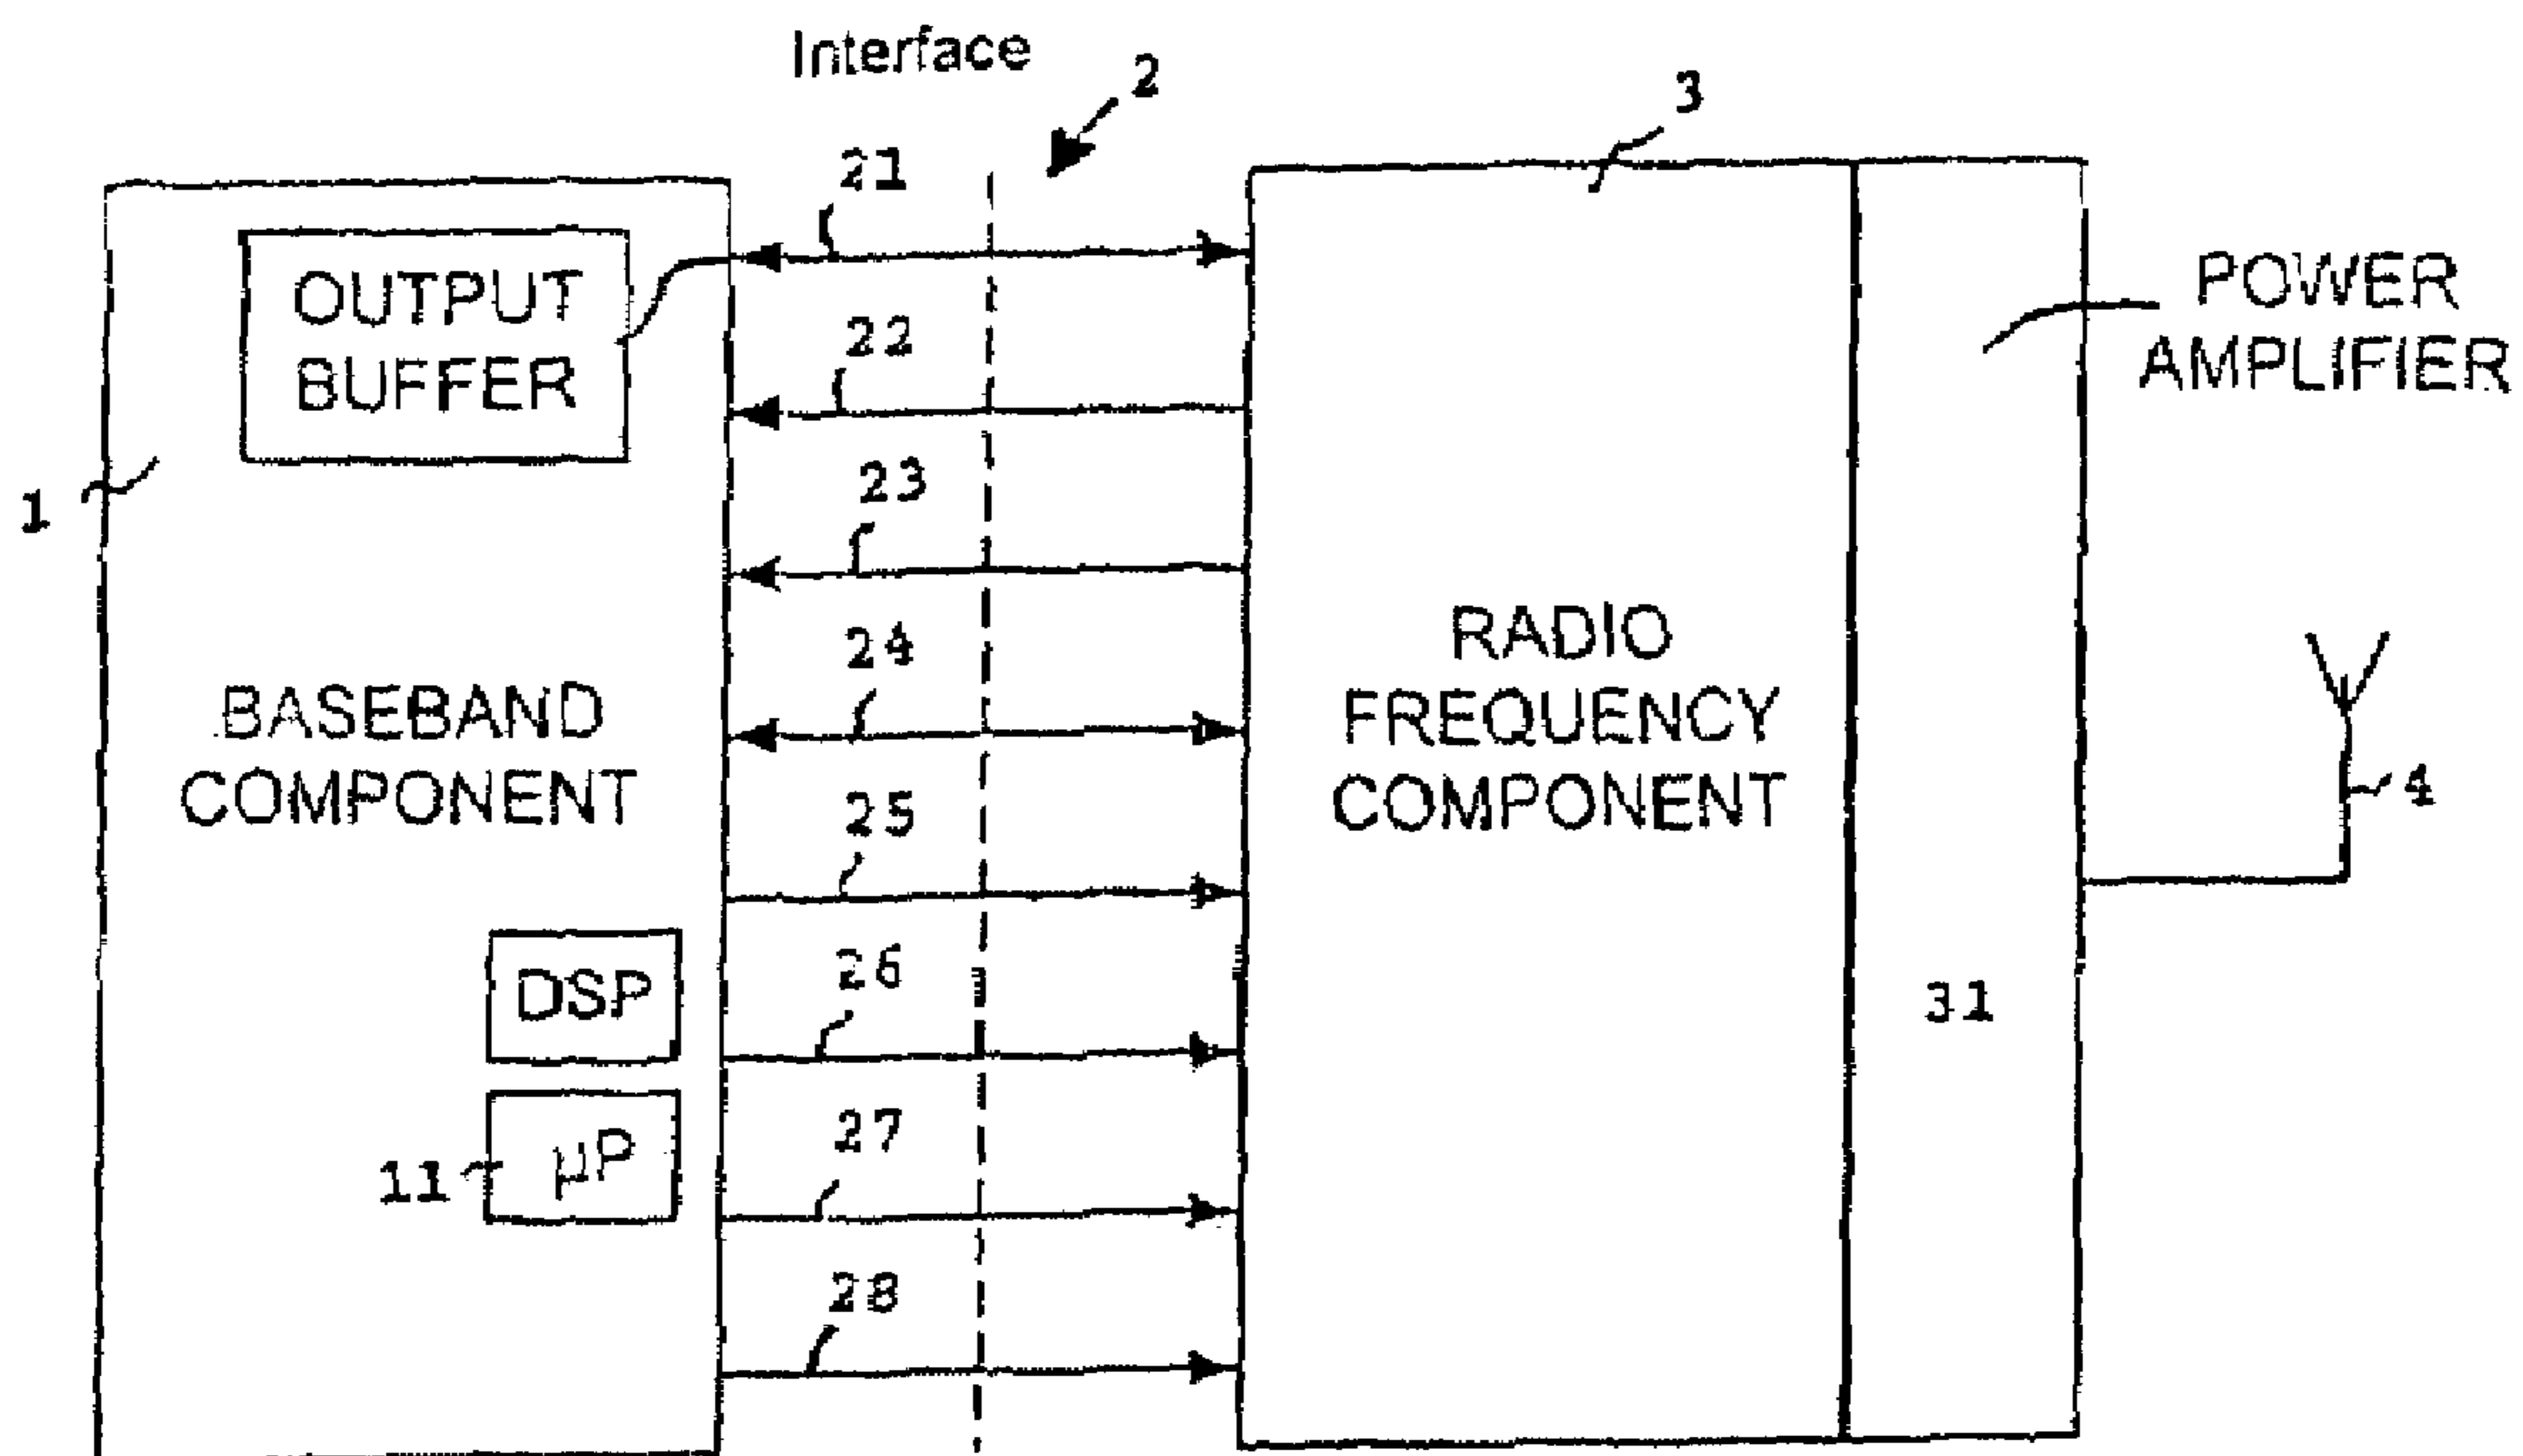 Interface
2
3
21
OUTPUT
BUFFER
POWER
AMPLIFIER
22
1
23
24
RADIO
FREQUENCY
COMPONENT
BASEBAND
COMPONENT
4
25
DSP
26
31
11
µP
27
28